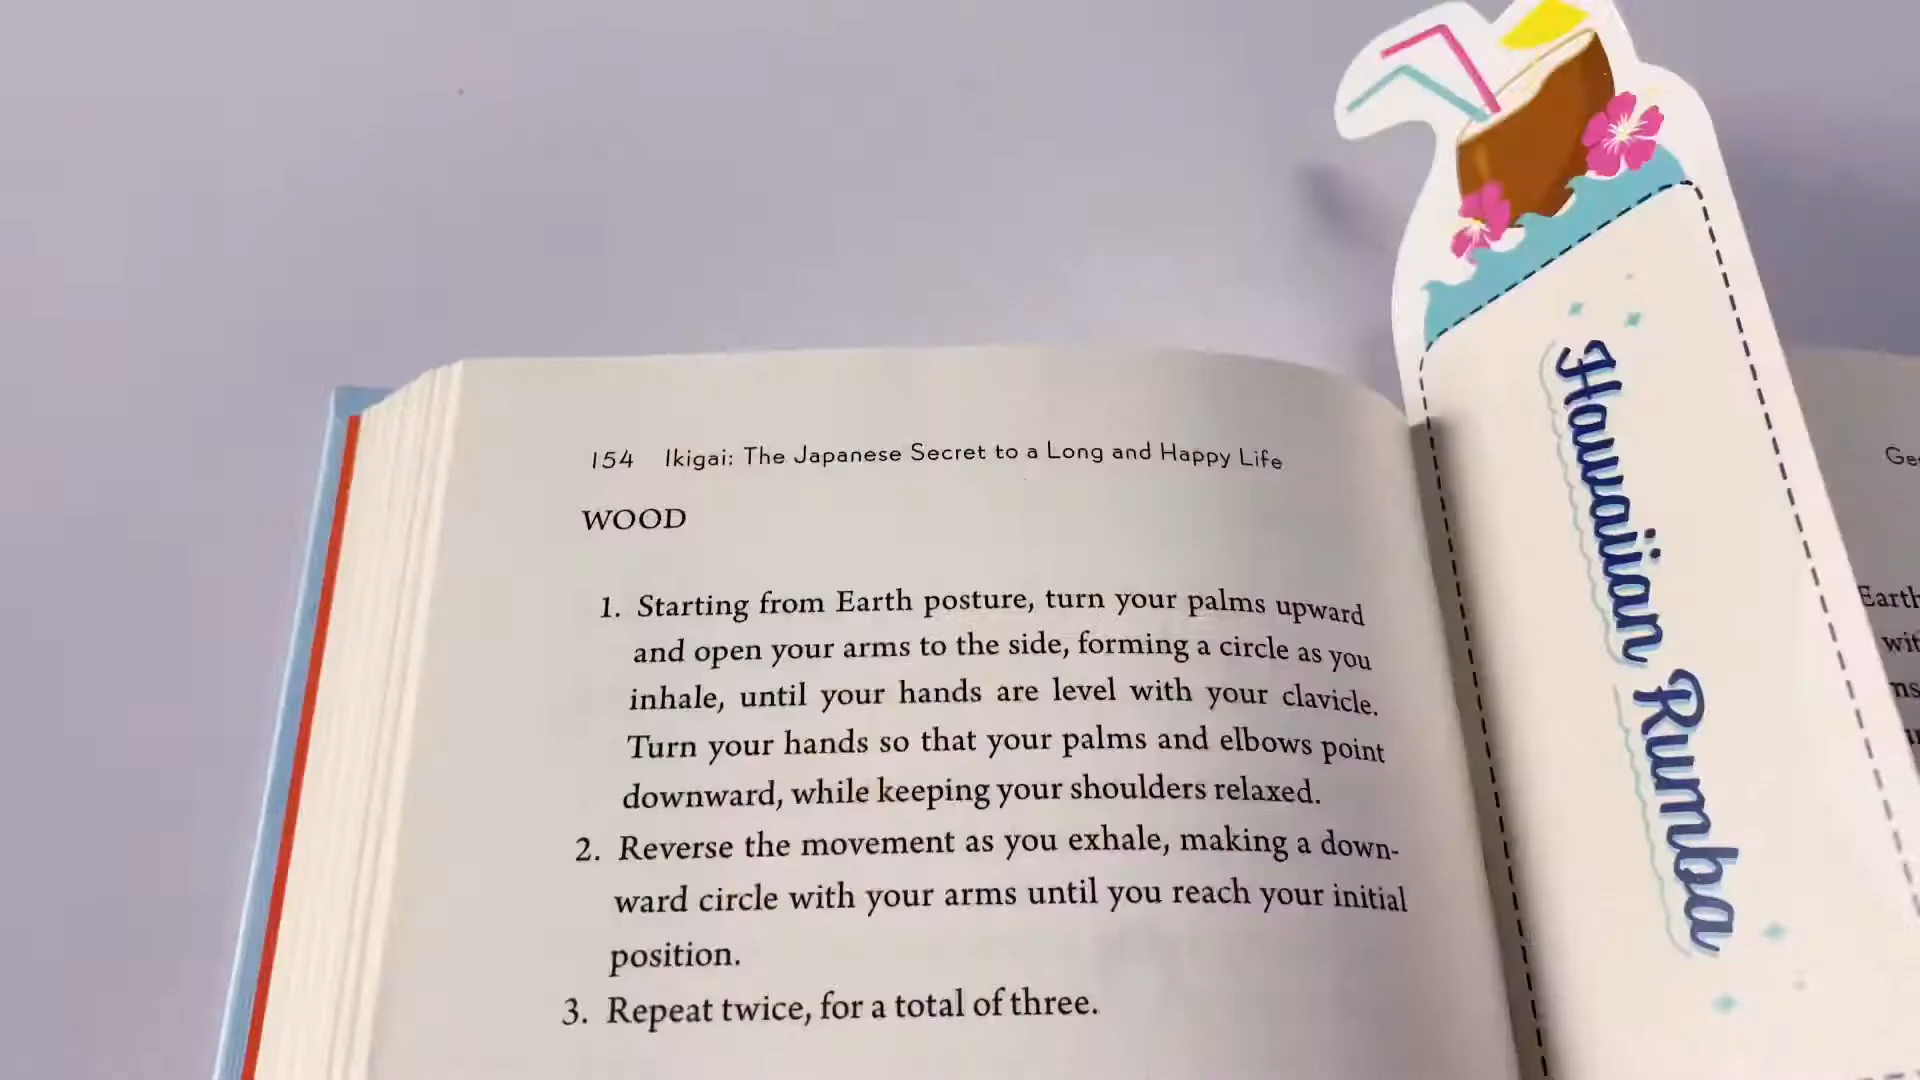 154 Ikigai: The Japanese Secret to a Long and Happy Life
WOOD
1. Starting from Earth posture, turn your palms upward
and open your arms to the side, forming a circle as you
inhale, until your hands are level with your clavicle.
Turn your hands so that your palms and elbows point
downward, while keeping your shoulders relaxed.
2. Reverse the movement as you exhale, making a down-
ward circle with your arms until you reach your initial
position.
3. Repeat twice, for a total of three.
Hawaiian Rumba
Earth